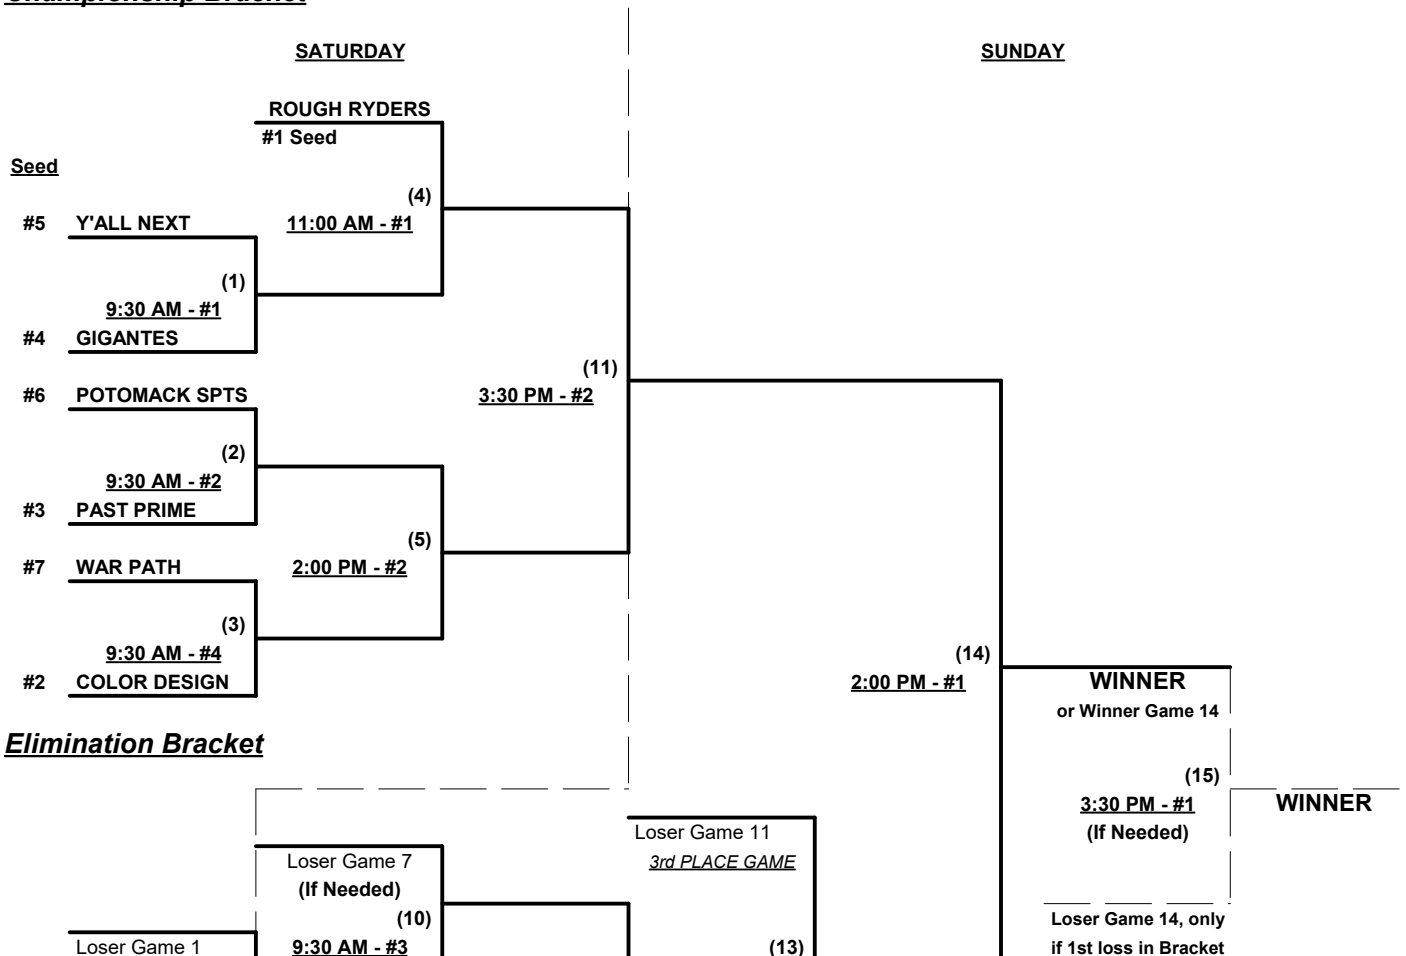 Championship Bracket
SATURDAY
SUNDAY
ROUGH RYDERS
#1 Seed
Seed
(4)
#5 Y'ALL NEXT
11:00 AM - #1
(1)
9:30 AM - #1
#4 GIGANTES
(11)
#6 POTOMACK SPTS
3:30 PM - #2
(2)
9:30 AM - #2
#3 PAST PRIME
(5)
#7 WAR PATH
2:00 PM - #2
(3)
9:30 AM - #4
(14)
#2 COLOR DESIGN
2:00 PM - #1
WINNER
or Winner Game 14
Elimination Bracket
(15)
3:30 PM - #1
WINNER
(If Needed)
Loser Game 11
3rd PLACE GAME
Loser Game 7
(If Needed)
(10)
Loser Game 14, only
Loser Game 1
9:30 AM - #3
(13)
if 1st loss in Bracket